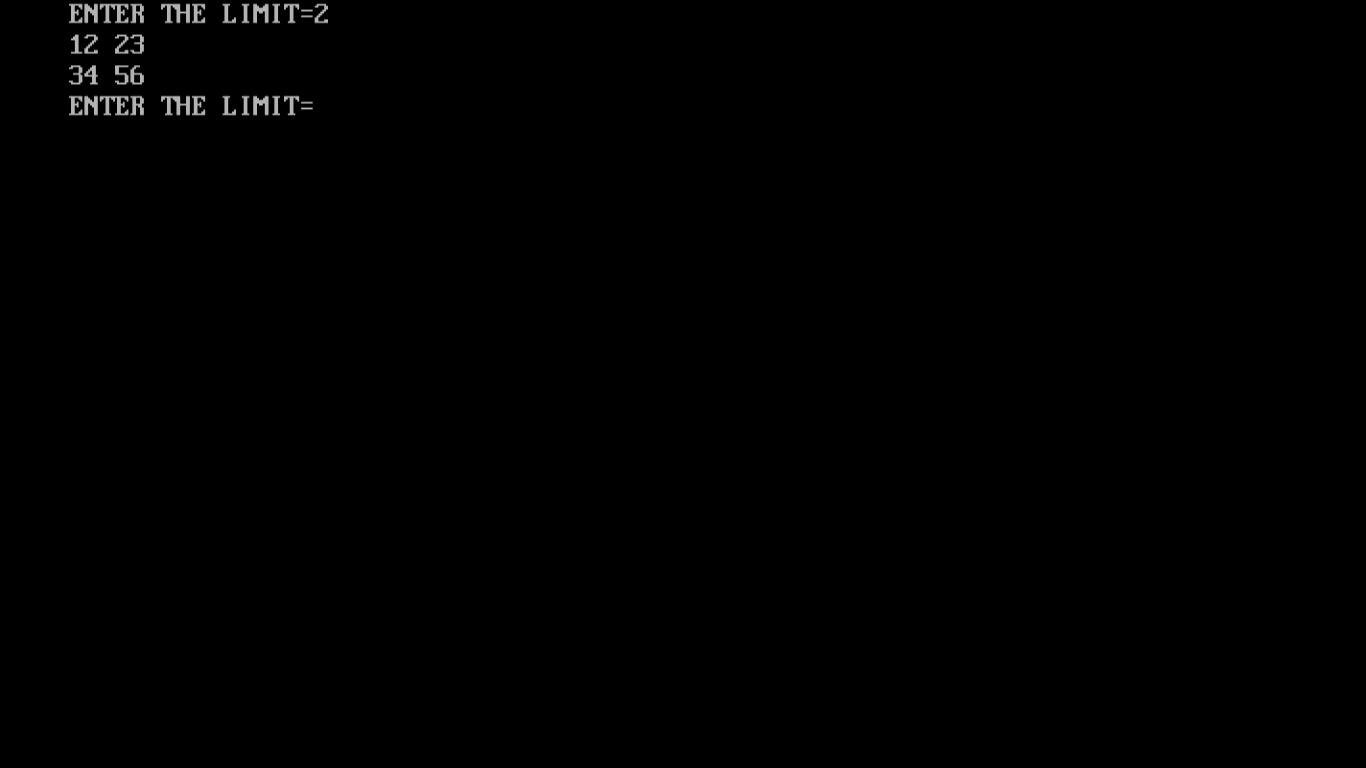 ENTER THE LIMIT=2
12 23
34 56
ENTER THE LIMIT=